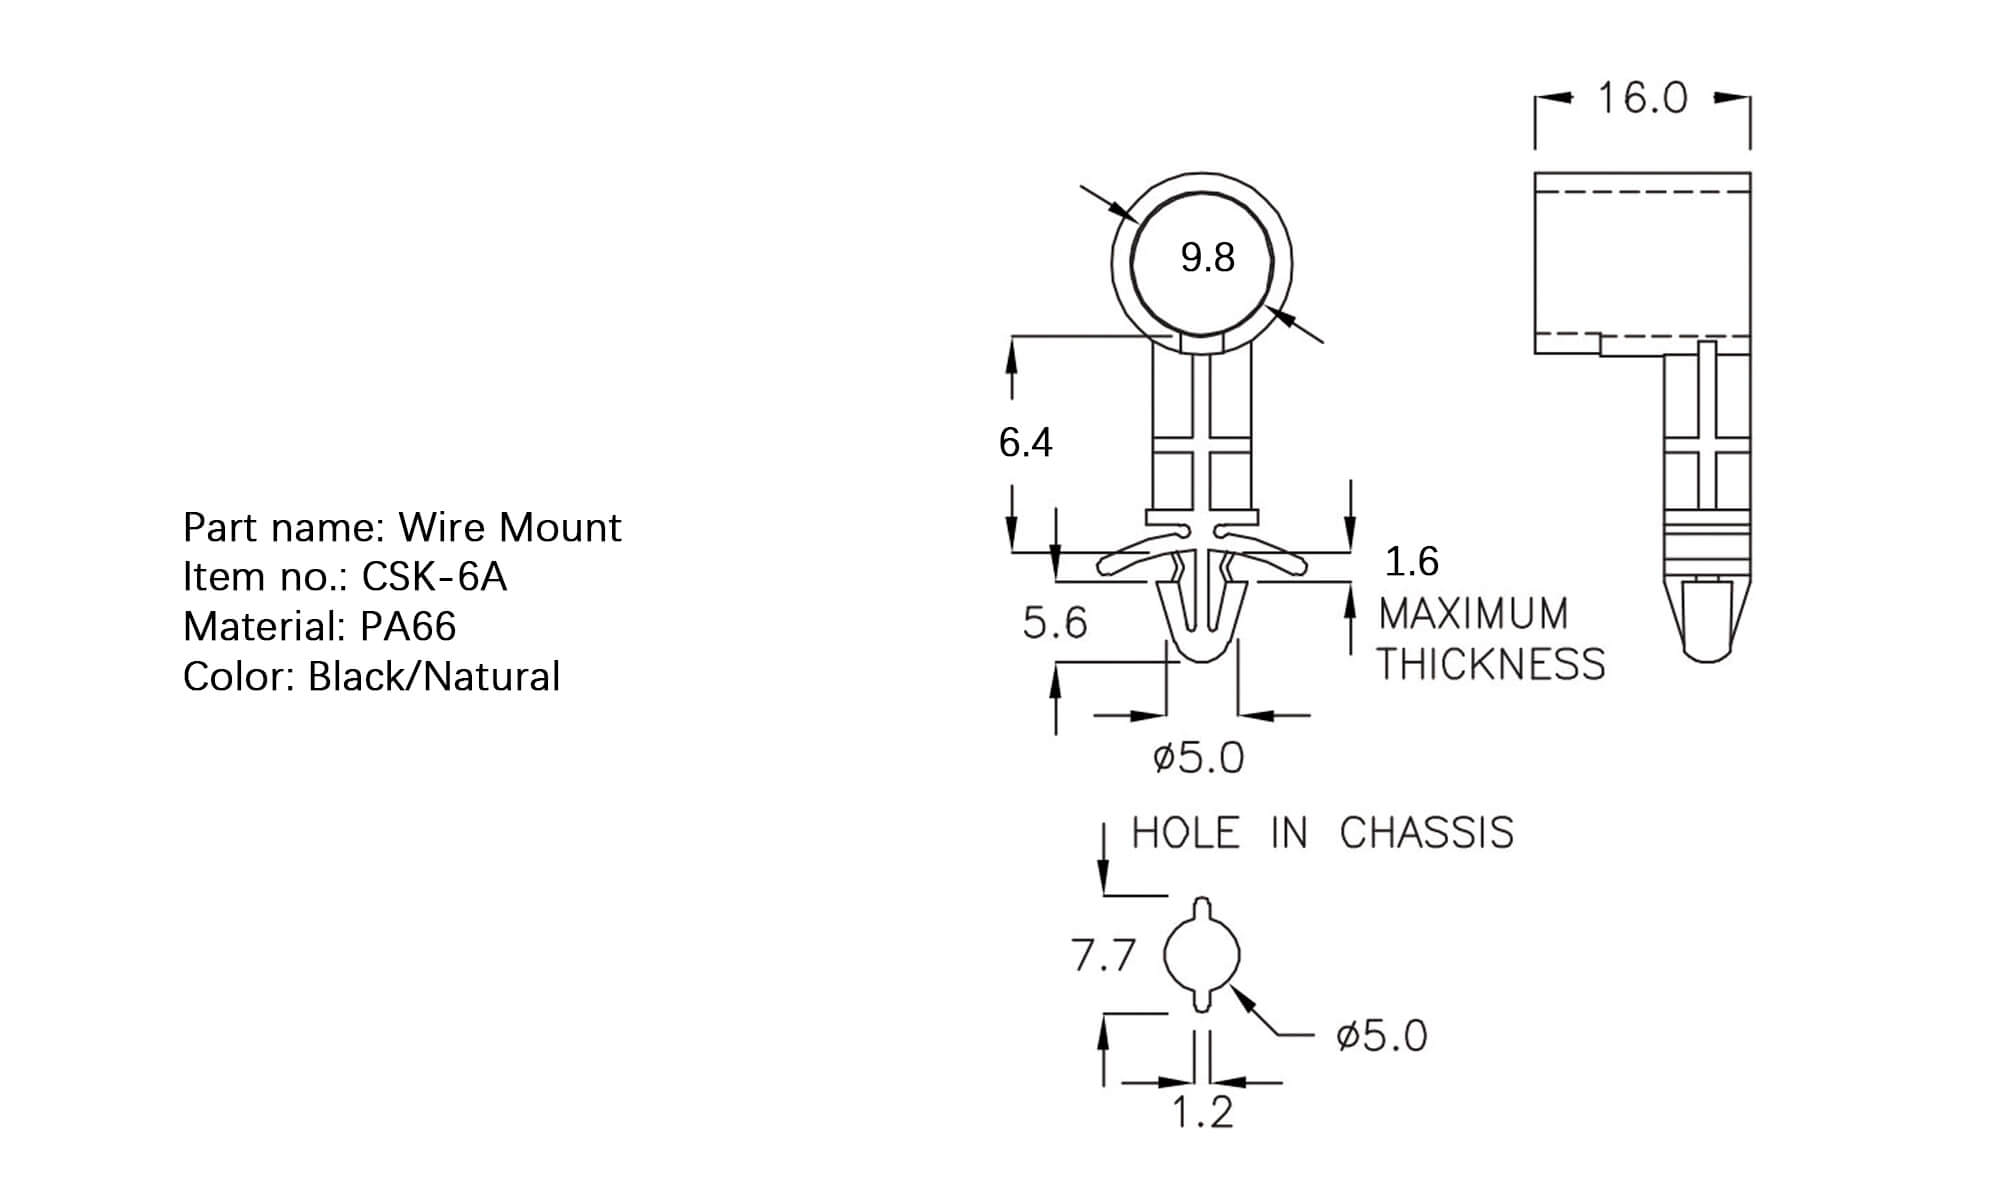 16.0
9.8
6.4
Part name: Wire Mount
Item no.: CSK-6A
Material: PA66
Color: Black/Natural
1.6
MAXIMUM
THICKNESS
5.6
ø5.0
HOLE IN CHASSIS
7.7
ø5.0
1.2